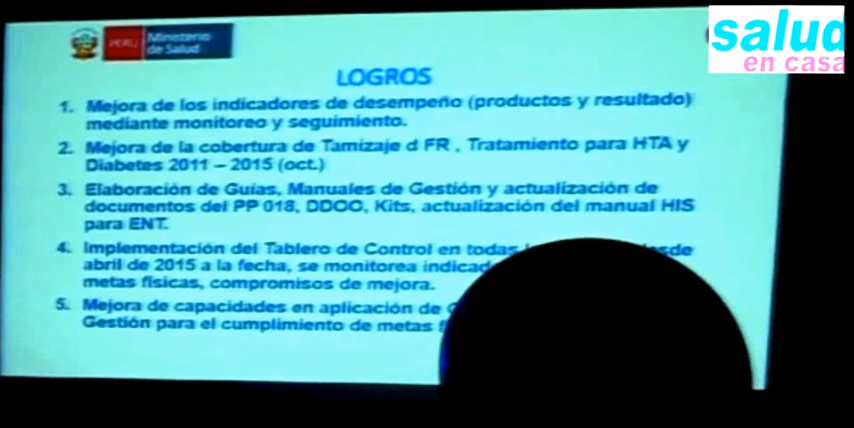 PERÚ Ministerio
de Salud
salud
en casa
LOGROS
1. Mejora de los indicadores de desempeño (productos y resultado)
mediante monitoreo y seguimiento.
2. Mejora de la cobertura de Tamizaje d FR , Tratamiento para HTA y
Diabetes 2011 – 2015 (oct.)
3. Elaboración de Guías, Manuales de Gestión y actualización de
documentos del PP 018, DDOO, Kits, actualización del manual HIS
para ENT.
4. Implementación del Tablero de Control en todas
abril de 2015 a la fecha, se monitorea
metas físicas, compromisos de mejora.
5. Mejora de capacidades en aplicación de
Gestión para el cumplimiento de metas